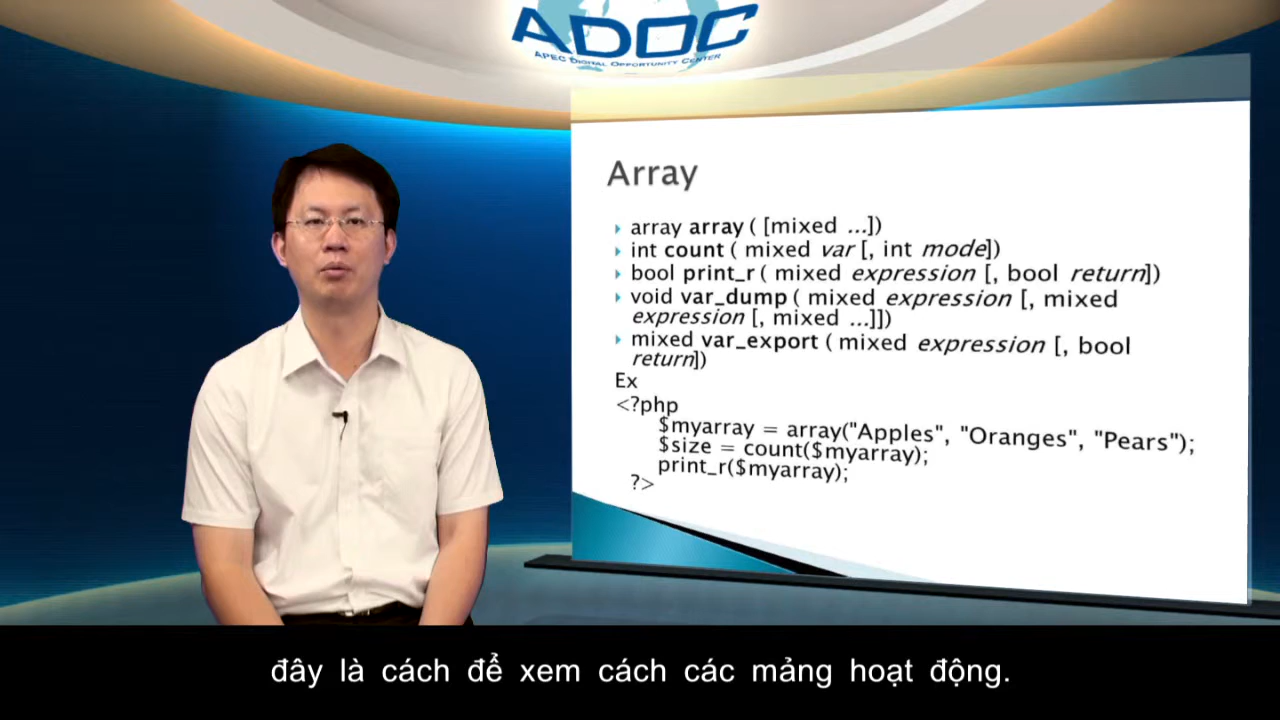 ADOC
APEC DIGITAL OPPORTUNITY CENTER
Array
array array ( [mixed ...])
int count ( mixed var [, int mode])
bool print_r ( mixed expression [, bool return])
void var_dump ( mixed expression [, mixed
expression [, mixed ...]])
mixed var_export ( mixed expression [, bool
return])
Ex
<?php
$myarray = array("Apples", "Oranges", "Pears");
$size = count($myarray);
print_r($myarray);
?>
đây là cách để xem cách các mảng hoạt động.